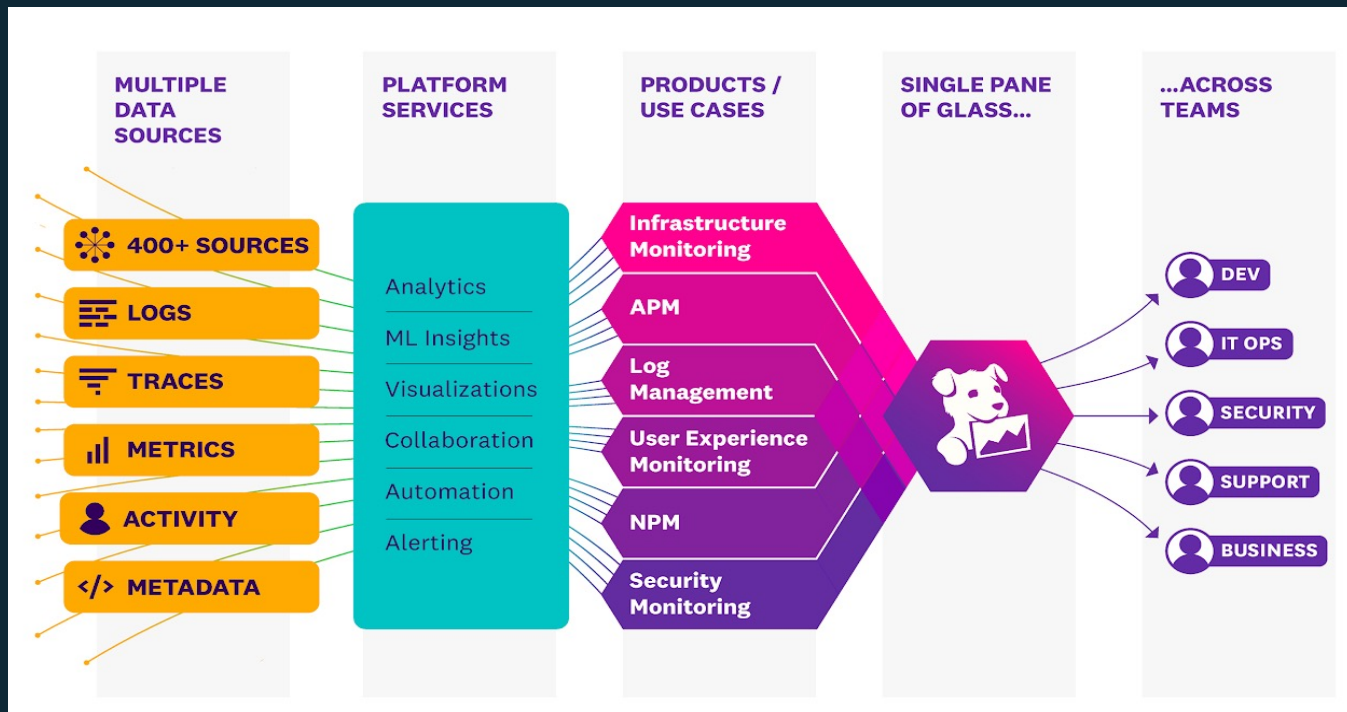 MULTIPLE
DATA
SOURCES
400+ SOURCES
LOGS
TRACES
METRICS
ACTIVITY
</> METADATA
PLATFORM
SERVICES
Analytics
ML Insights
Visualizations
Collaboration
Automation
Alerting
PRODUCTS /
USE CASES
Infrastructure
Monitoring
APM
Log
Management
User Experience
Monitoring
NPM
Security
Monitoring
SINGLE PANE
OF GLASS...
...ACROSS
TEAMS
DEV
IT OPS
SECURITY
SUPPORT
BUSINESS